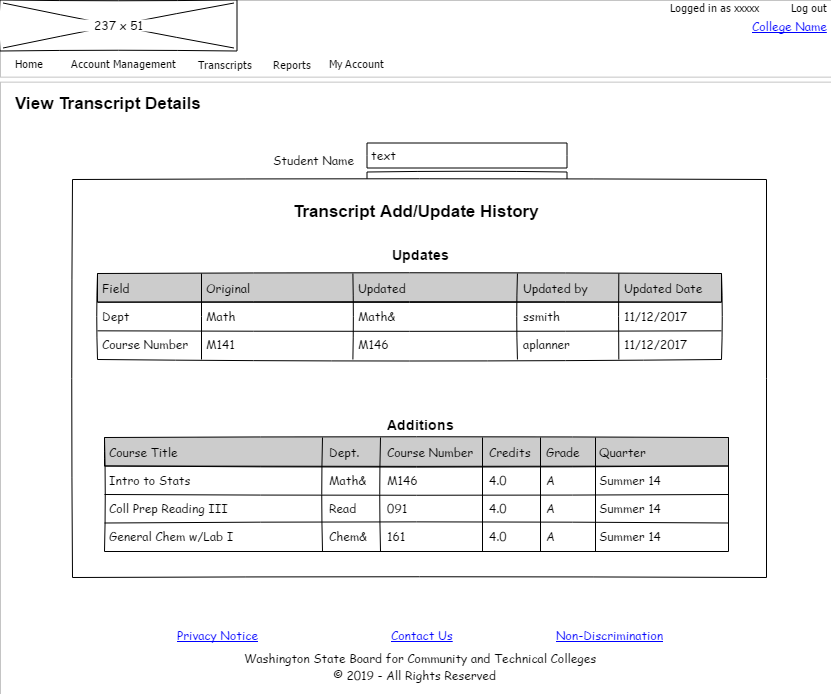 Logged in as xxxxx Log out
237 x 51
College Name
Home Account Management Transcripts Reports My Account
View Transcript Details
Student Name text
Transcript Add/Update History
Updates
Field Original Updated Updated by Updated Date
Dept Math Math& ssmith 11/12/2017
Course Number M141 M146 aplanner 11/12/2017
Additions
Course Title Dept. Course Number Credits Grade Quarter
Intro to Stats Math& M146 4.0 A Summer 14
Coll Prep Reading III Read 091 4.0 A Summer 14
General Chem w/Lab I Chem& 161 4.0 A Summer 14
Privacy Notice Contact Us Non-Discrimination
Washington State Board for Community and Technical Colleges
© 2019 - All Rights Reserved